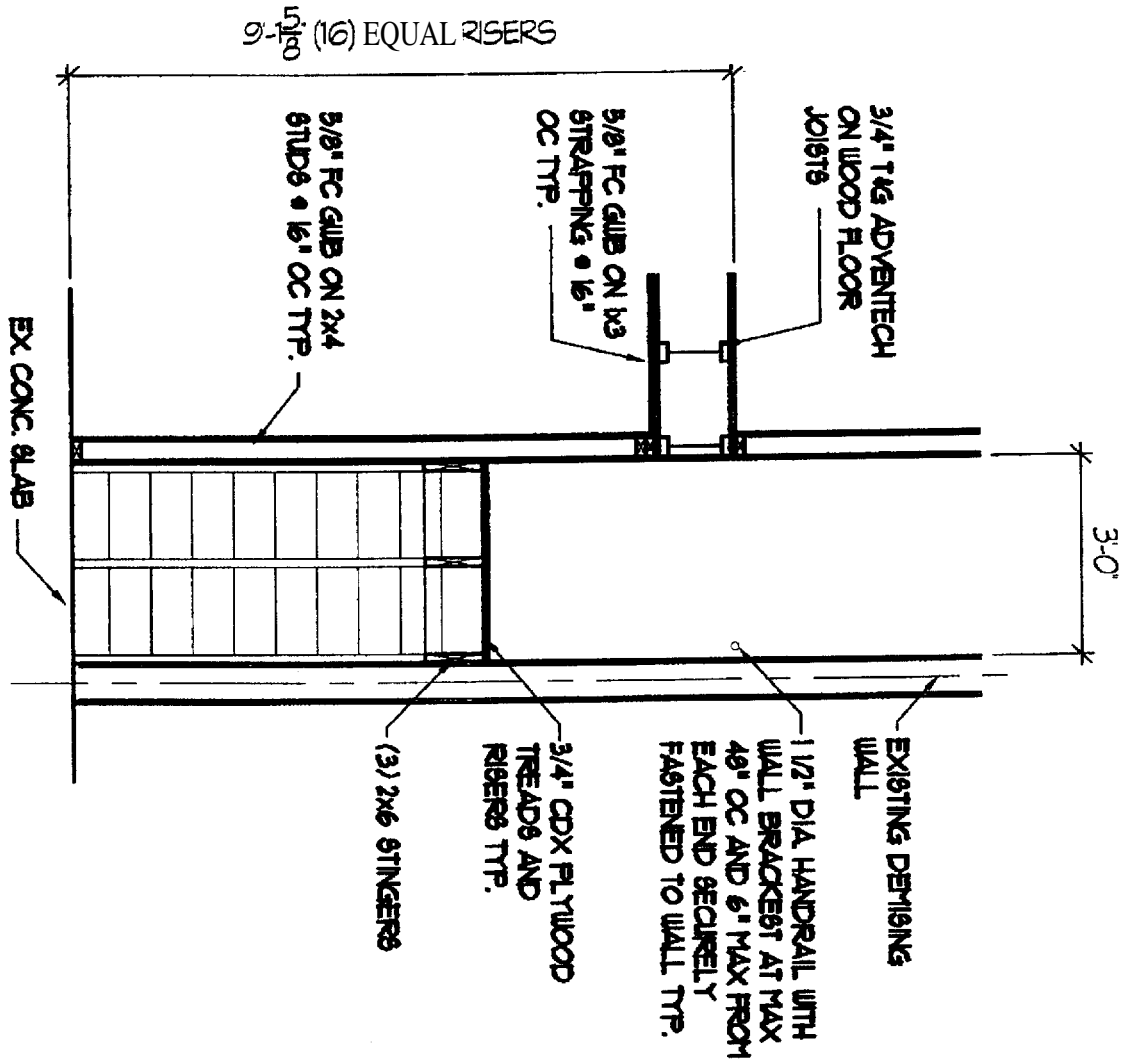 9'-1 5/8 (16) EQUAL RISERS
3/4" T&G ADVENTECH
ON WOOD FLOOR
JOISTS
5/8" FC GWB ON 1x3
STRAPPING @ 16"
OC TYP.
5/8" FC GWB ON 2x4
STUDS @ 16" OC TYP.
EX. CONC. SLAB
3'-0"
EXISTING DEMISING
WALL
1 1/2" DIA. HANDRAIL WITH
WALL BRACKEST AT MAX
48" OC AND 6" MAX FROM
EACH END SECURELY
FASTENED TO WALL TYP.
3/4" CDX PLYWOOD
TREADS AND
RISERS TYP.
(3) 2x6 STINGERS